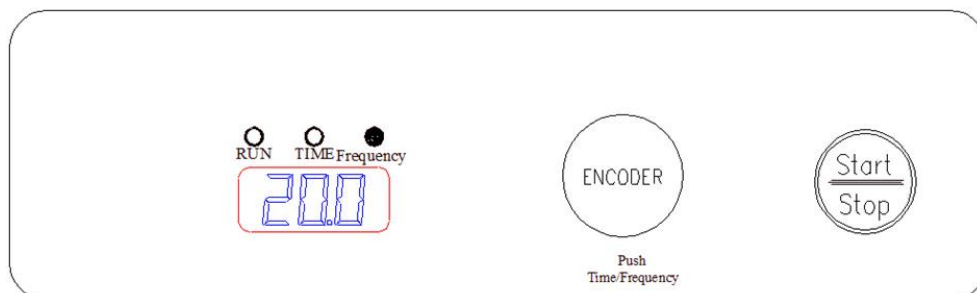 RUN TIME Frequency
20.0
ENCODER
Push
Time/Frequency
Start
Stop